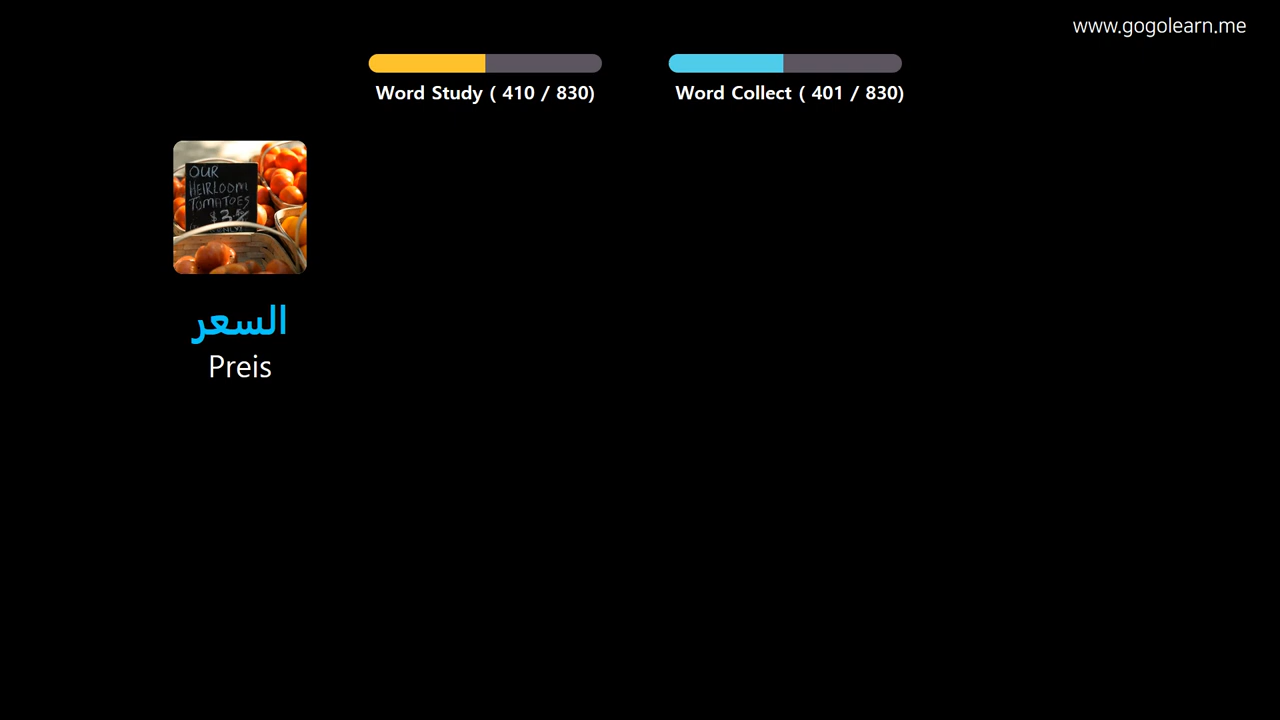 www.gogolearn.me
Word Study ( 410 / 830)
Word Collect ( 401 / 830)
OUR
HEIRLOOM
TOMATOES
السعر
Preis